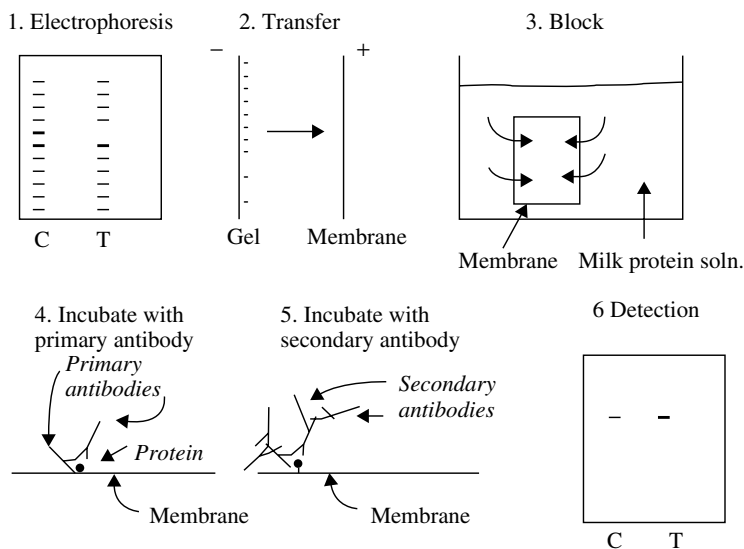 1. Electrophoresis
C
T
2. Transfer
−
+
Gel
Membrane
3. Block
Membrane
Milk protein soln.
4. Incubate with
primary antibody
Primary
antibodies
Protein
Membrane
5. Incubate with
secondary antibody
Secondary
antibodies
Membrane
6 Detection
C
T